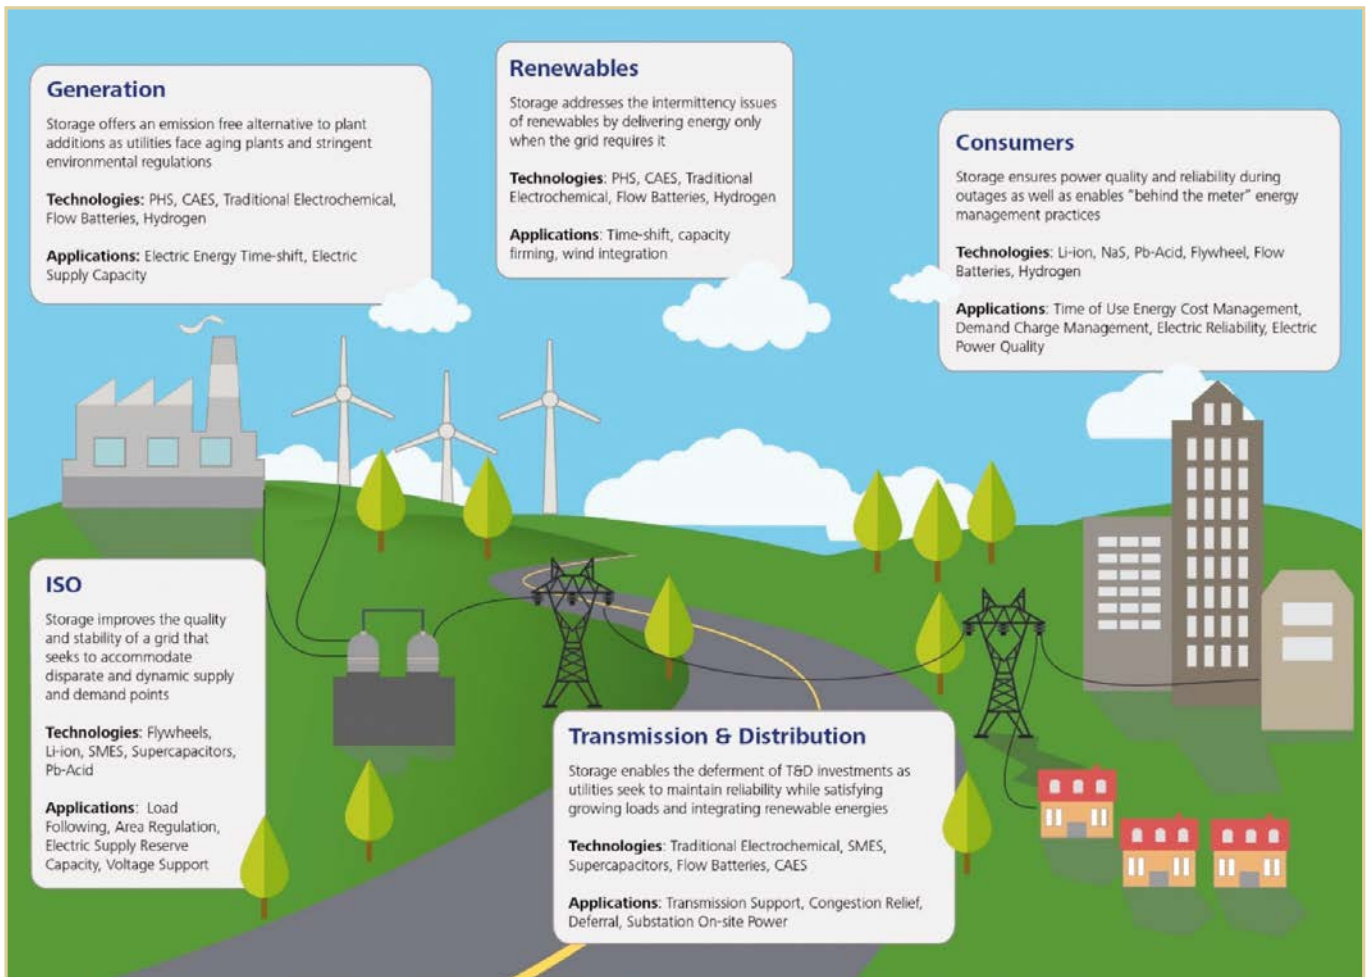 Generation
Storage offers an emission free alternative to plant
additions as utilities face aging plants and stringent
environmental regulations
Technologies: PHS, CAES, Traditional Electrochemical,
Flow Batteries, Hydrogen
Applications: Electric Energy Time-shift, Electric
Supply Capacity
Renewables
Storage addresses the intermittency issues
of renewables by delivering energy only
when the grid requires it
Technologies: PHS, CAES, Traditional
Electrochemical, Flow Batteries, Hydrogen
Applications: Time-shift, capacity
firming, wind integration
Consumers
Storage ensures power quality and reliability during
outages as well as enables "behind the meter" energy
management practices
Technologies: Li-ion, NaS, Pb-Acid, Flywheel, Flow
Batteries, Hydrogen
Applications: Time of Use Energy Cost Management,
Demand Charge Management, Electric Reliability, Electric
Power Quality
ISO
Storage improves the quality
and stability of a grid that
seeks to accommodate
disparate and dynamic supply
and demand points
Technologies: Flywheels,
Li-ion, SMES, Supercapacitors,
Pb-Acid
Applications: Load
Following, Area Regulation,
Electric Supply Reserve
Capacity, Voltage Support
Transmission & Distribution
Storage enables the deferment of T&D investments as
utilities seek to maintain reliability while satisfying
growing loads and integrating renewable energies
Technologies: Traditional Electrochemical, SMES,
Supercapacitors, Flow Batteries, CAES
Applications: Transmission Support, Congestion Relief,
Deferral, Substation On-site Power